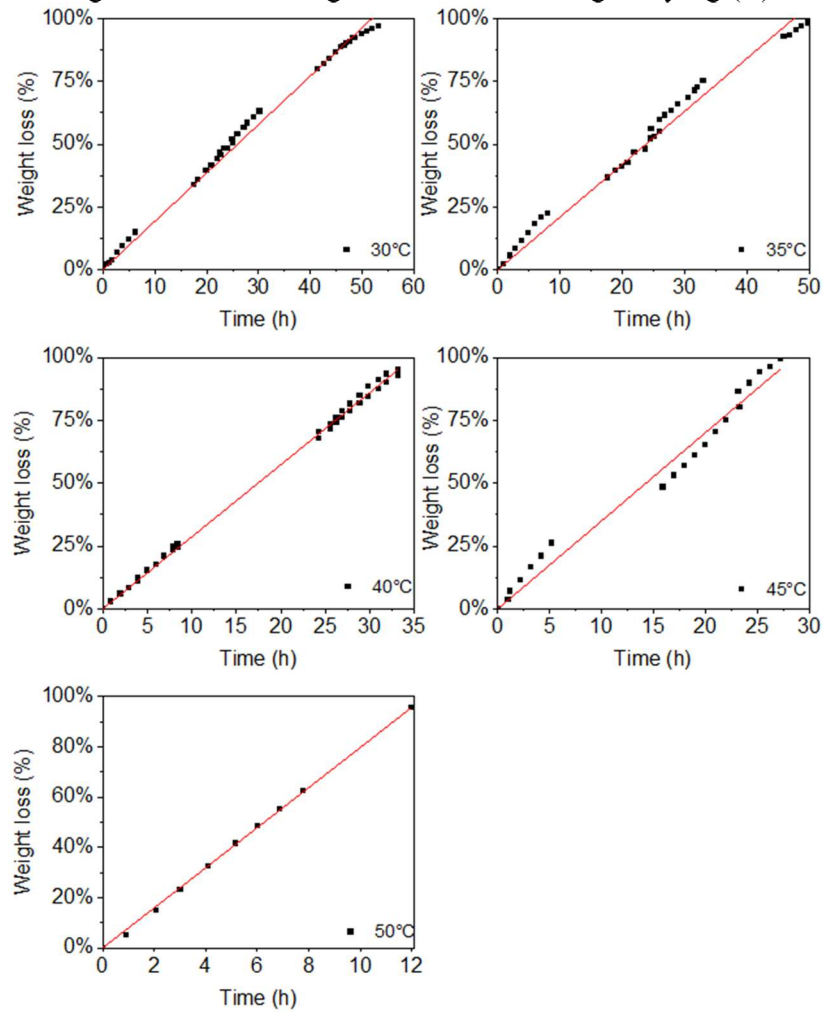 Weight loss (%)
100%
75%
50%
25%
0%
0 10 20 30 40 50 60
Time (h)
30°C
Weight loss (%)
100%
75%
50%
25%
0%
0 10 20 30 40 50
Time (h)
35°C
Weight loss (%)
100%
75%
50%
25%
0%
0 5 10 15 20 25 30 35
Time (h)
40°C
Weight loss (%)
100%
75%
50%
25%
0%
0 5 10 15 20 25 30
Time (h)
45°C
Weight loss (%)
100%
80%
60%
40%
20%
0%
0 2 4 6 8 10 12
Time (h)
50°C